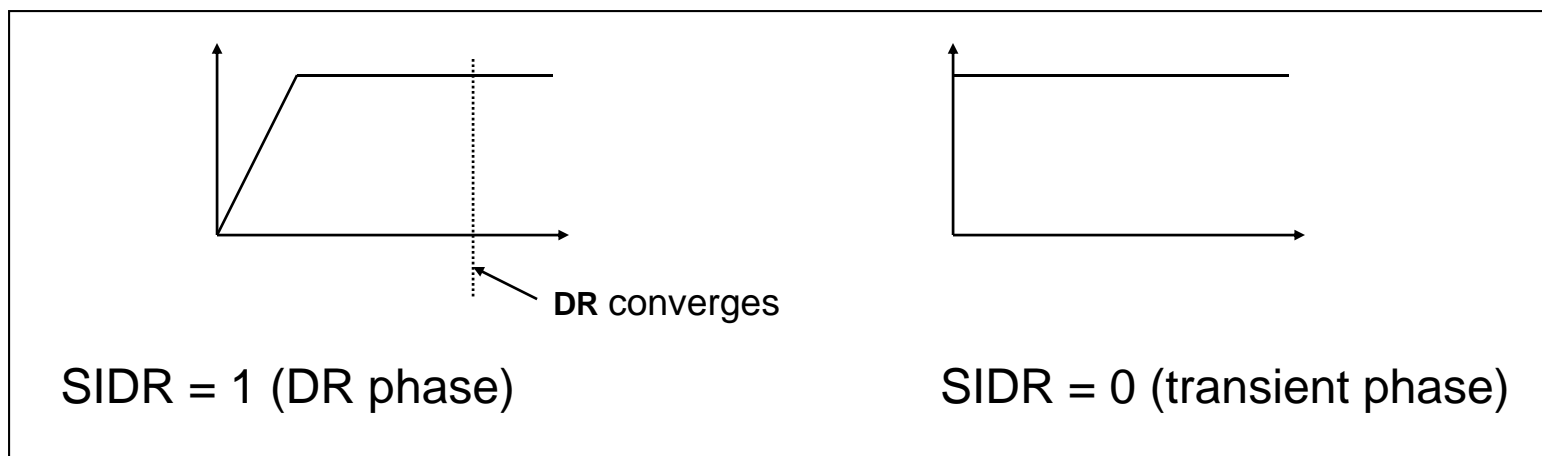 DR converges
SIDR = 1 (DR phase)
SIDR = 0 (transient phase)